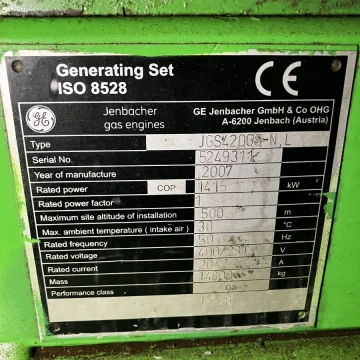 Generating Set
ISO 8528
CE
GE
Jenbacher
gas engines
GE Jenbacher GmbH & Co OHG
A-6200 Jenbach (Austria)
Type
Serial No. 5249311
Year of manufacture 2007
Rated power COP 1415 kW
Rated power factor 1
Maximum site altitude of installation 500 m
Max. ambient temperature ( intake air ) 30 °C
Rated frequency 50 Hz
Rated voltage V
Rated current A
Mass kg
Performance class